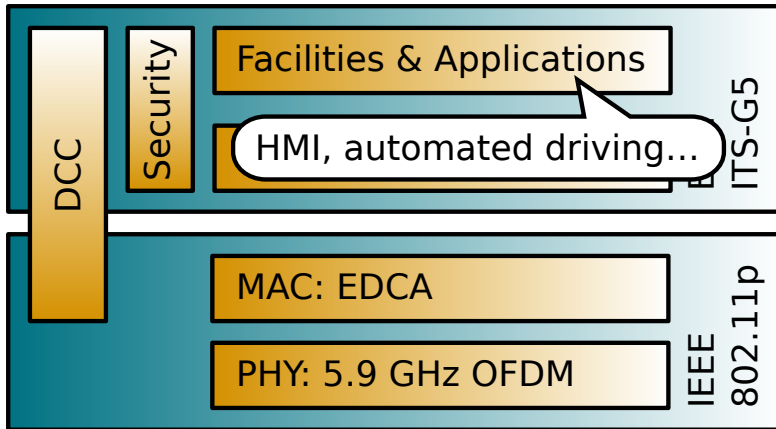 DCC
Security
Facilities & Applications
HMI, automated driving...
ITS-G5
MAC: EDCA
PHY: 5.9 GHz OFDM
IEEE
802.11p